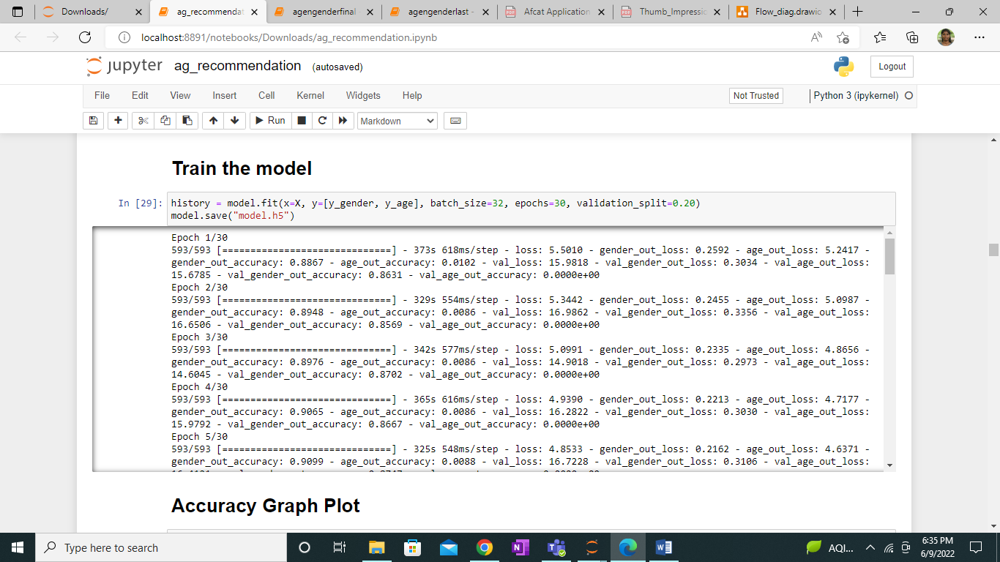 Downloads/
ag_recommendat
agengenderfinal -
agengenderlast -
Afcat Application
Thumb_Impressic
Flow_diag.drawio
localhost:8891/notebooks/Downloads/ag_recommendation.ipynb
jupyter ag_recommendation (autosaved)
Logout
File Edit View Insert Cell Kernel Widgets Help
Not Trusted
Python 3 (ipykernel)
Run
Markdown
Train the model
In [29]:
history = model.fit(x=X, y=[y_gender, y_age], batch_size=32, epochs=30, validation_split=0.20)
model.save("model.h5")
Epoch 1/30
593/593 [==============================] - 373s 618ms/step - loss: 5.5010 - gender_out_loss: 0.2592 - age_out_loss: 5.2417 -
gender_out_accuracy: 0.8867 - age_out_accuracy: 0.0102 - val_loss: 15.9818 - val_gender_out_loss: 0.3034 - val_age_out_loss:
15.6785 - val_gender_out_accuracy: 0.8631 - val_age_out_accuracy: 0.0000e+00
Epoch 2/30
593/593 [==============================] - 329s 554ms/step - loss: 5.3442 - gender_out_loss: 0.2455 - age_out_loss: 5.0987 -
gender_out_accuracy: 0.8948 - age_out_accuracy: 0.0086 - val_loss: 16.9862 - val_gender_out_loss: 0.3356 - val_age_out_loss:
16.6506 - val_gender_out_accuracy: 0.8569 - val_age_out_accuracy: 0.0000e+00
Epoch 3/30
593/593 [==============================] - 342s 577ms/step - loss: 5.0991 - gender_out_loss: 0.2335 - age_out_loss: 4.8656 -
gender_out_accuracy: 0.8976 - age_out_accuracy: 0.0086 - val_loss: 14.9018 - val_gender_out_loss: 0.2973 - val_age_out_loss:
14.6045 - val_gender_out_accuracy: 0.8702 - val_age_out_accuracy: 0.0000e+00
Epoch 4/30
593/593 [==============================] - 365s 616ms/step - loss: 4.9390 - gender_out_loss: 0.2213 - age_out_loss: 4.7177 -
gender_out_accuracy: 0.9065 - age_out_accuracy: 0.0086 - val_loss: 16.2822 - val_gender_out_loss: 0.3030 - val_age_out_loss:
15.9792 - val_gender_out_accuracy: 0.8667 - val_age_out_accuracy: 0.0000e+00
Epoch 5/30
593/593 [==============================] - 325s 548ms/step - loss: 4.8533 - gender_out_loss: 0.2162 - age_out_loss: 4.6371 -
gender_out_accuracy: 0.9099 - age_out_accuracy: 0.0088 - val_loss: 16.7228 - val_gender_out_loss: 0.3106 - val_age_out_loss:
Accuracy Graph Plot
Type here to search
AQI...
6:35 PM
6/9/2022